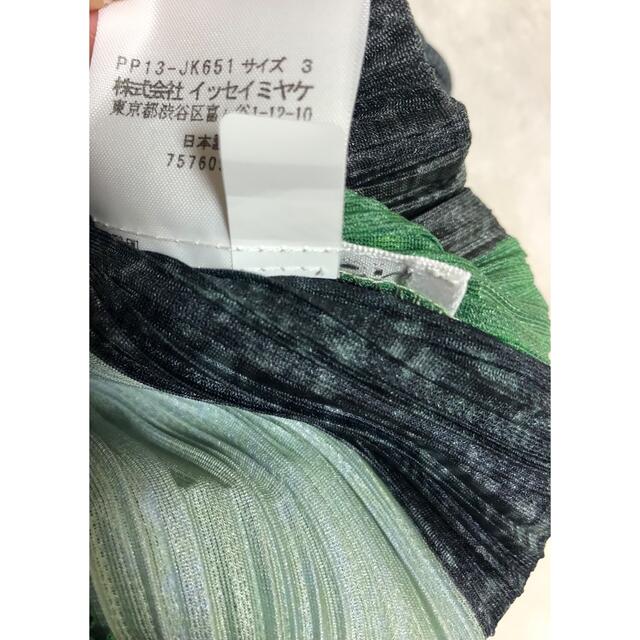 PP13-JK651 サイズ 3
株式会社 イッセイミヤケ
東京都渋谷区富ヶ谷1-12-10
日本
75760